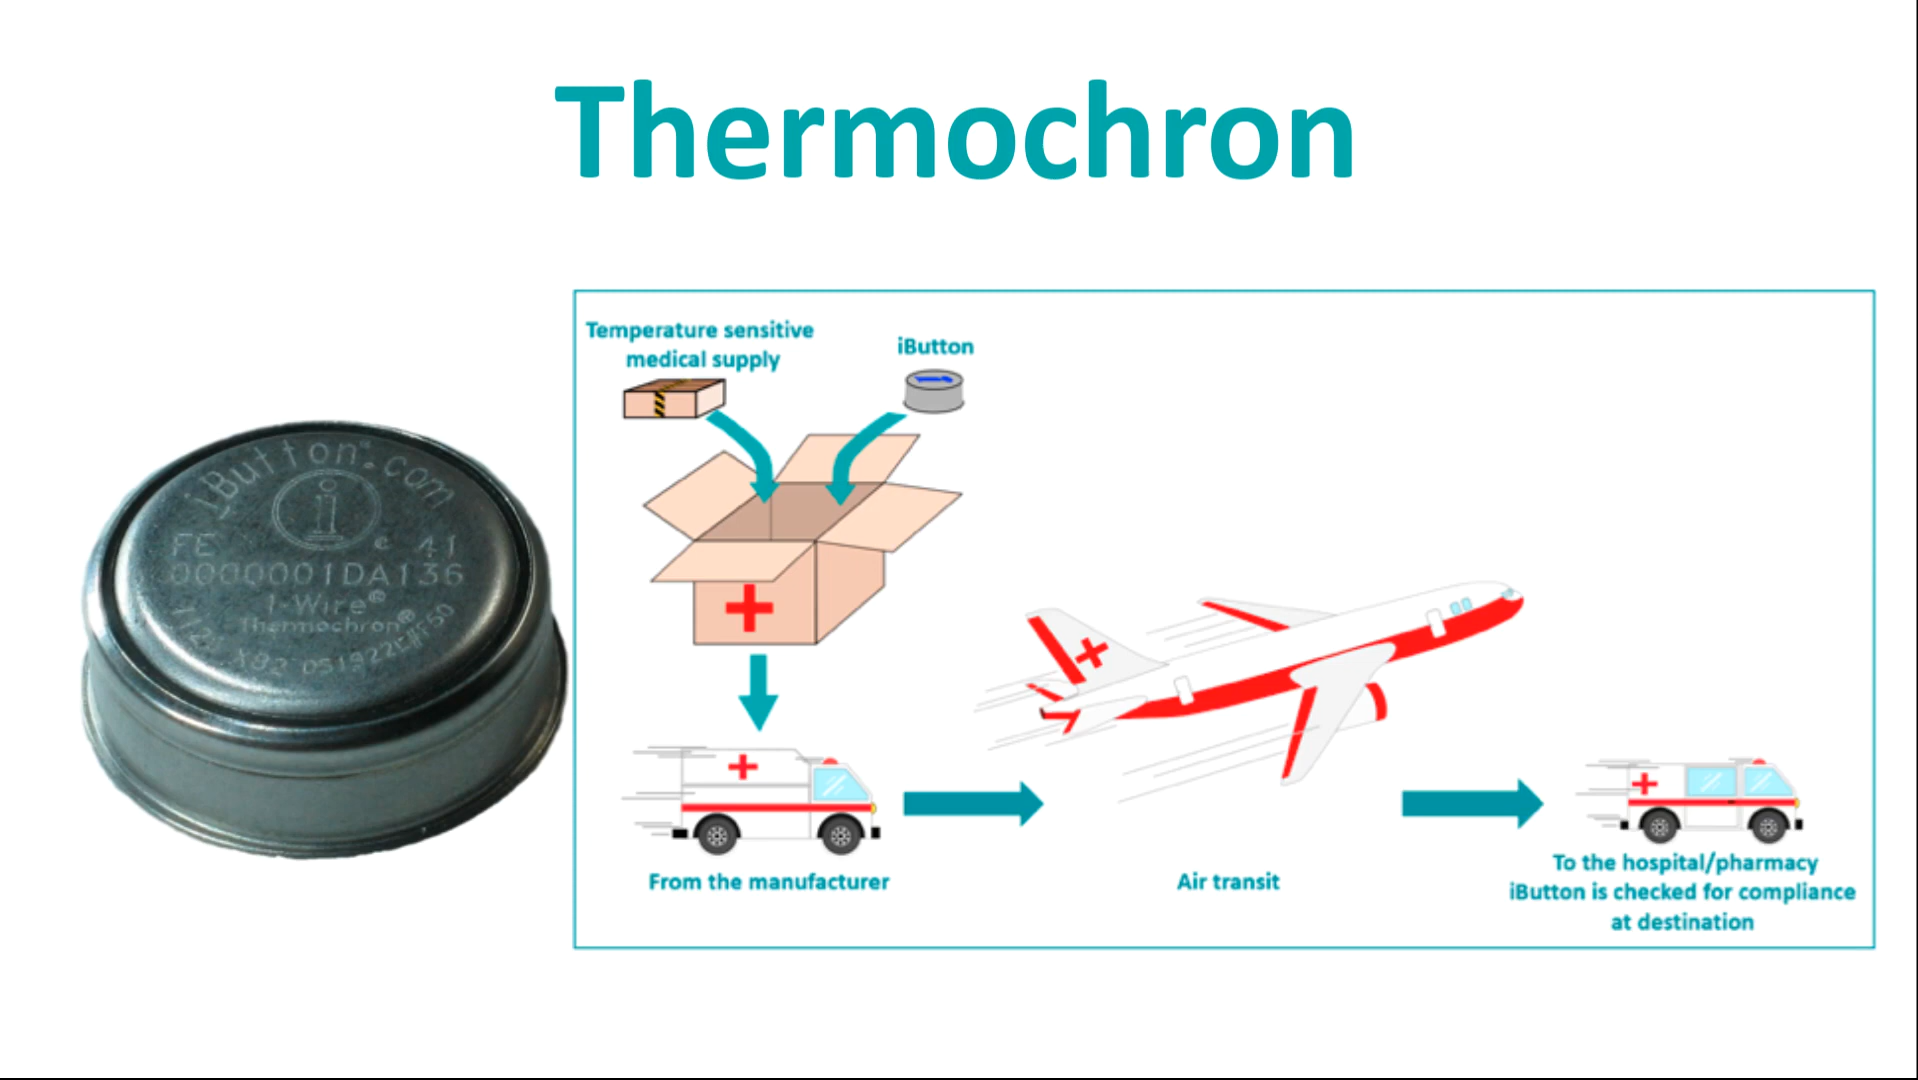 Thermochron
iButton.com
i
FE 41
0000001DA136
1-Wire®
Thermochron®
Temperature sensitive
medical supply
iButton
From the manufacturer
Air transit
To the hospital/pharmacy
iButton is checked for compliance
at destination